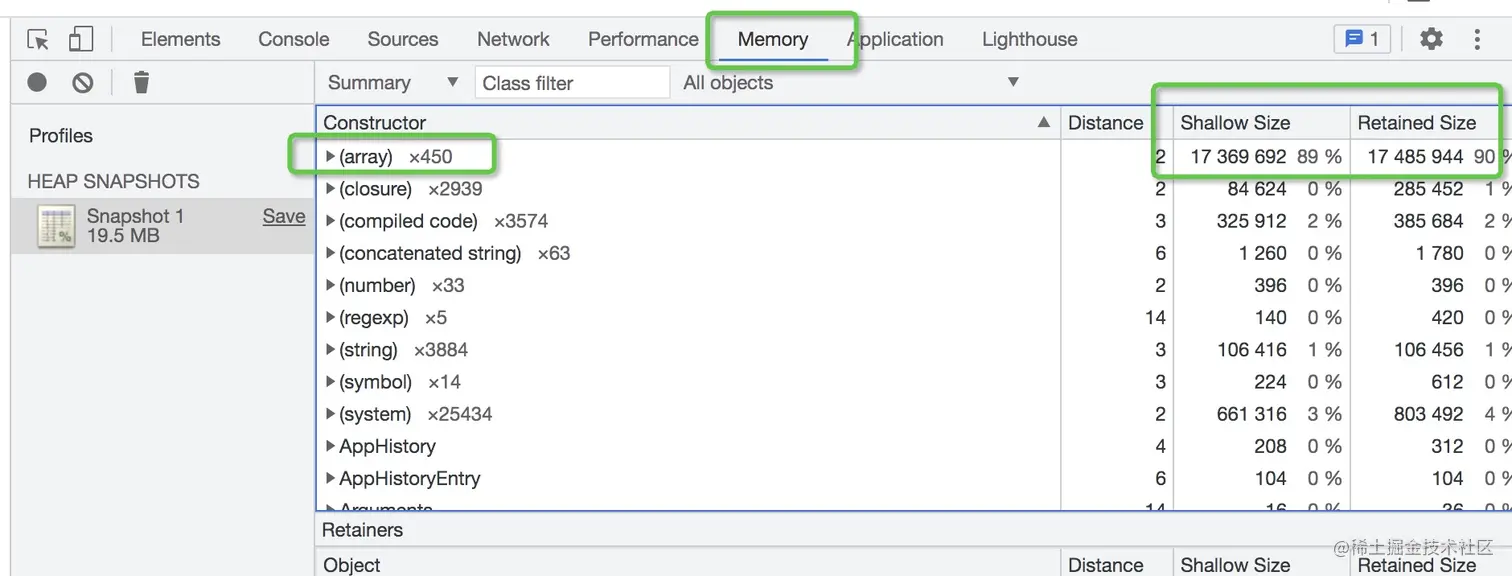 Elements Console Sources Network Performance Memory Application Lighthouse 1
Summary Class filter All objects
Profiles
HEAP SNAPSHOTS
Snapshot 1 Save
19.5 MB
Constructor Distance Shallow Size Retained Size
(array) ×450 2 17 369 692 89 % 17 485 944 90 %
(closure) ×2939 2 84 624 0 % 285 452 1 %
(compiled code) ×3574 3 325 912 2 % 385 684 2 %
(concatenated string) ×63 6 1 260 0 % 1 780 0 %
(number) ×33 2 396 0 % 396 0 %
(regexp) ×5 14 140 0 % 420 0 %
(string) ×3884 3 106 416 1 % 106 456 1 %
(symbol) ×14 3 224 0 % 612 0 %
(system) ×25434 2 661 316 3 % 803 492 4 %
AppHistory 4 208 0 % 312 0 %
AppHistoryEntry 6 104 0 % 104 0 %
Arguments 14 16 0 % 36 0 %
Retainers
Object Distance Shallow Size Retained Size
@稀土掘金技术社区